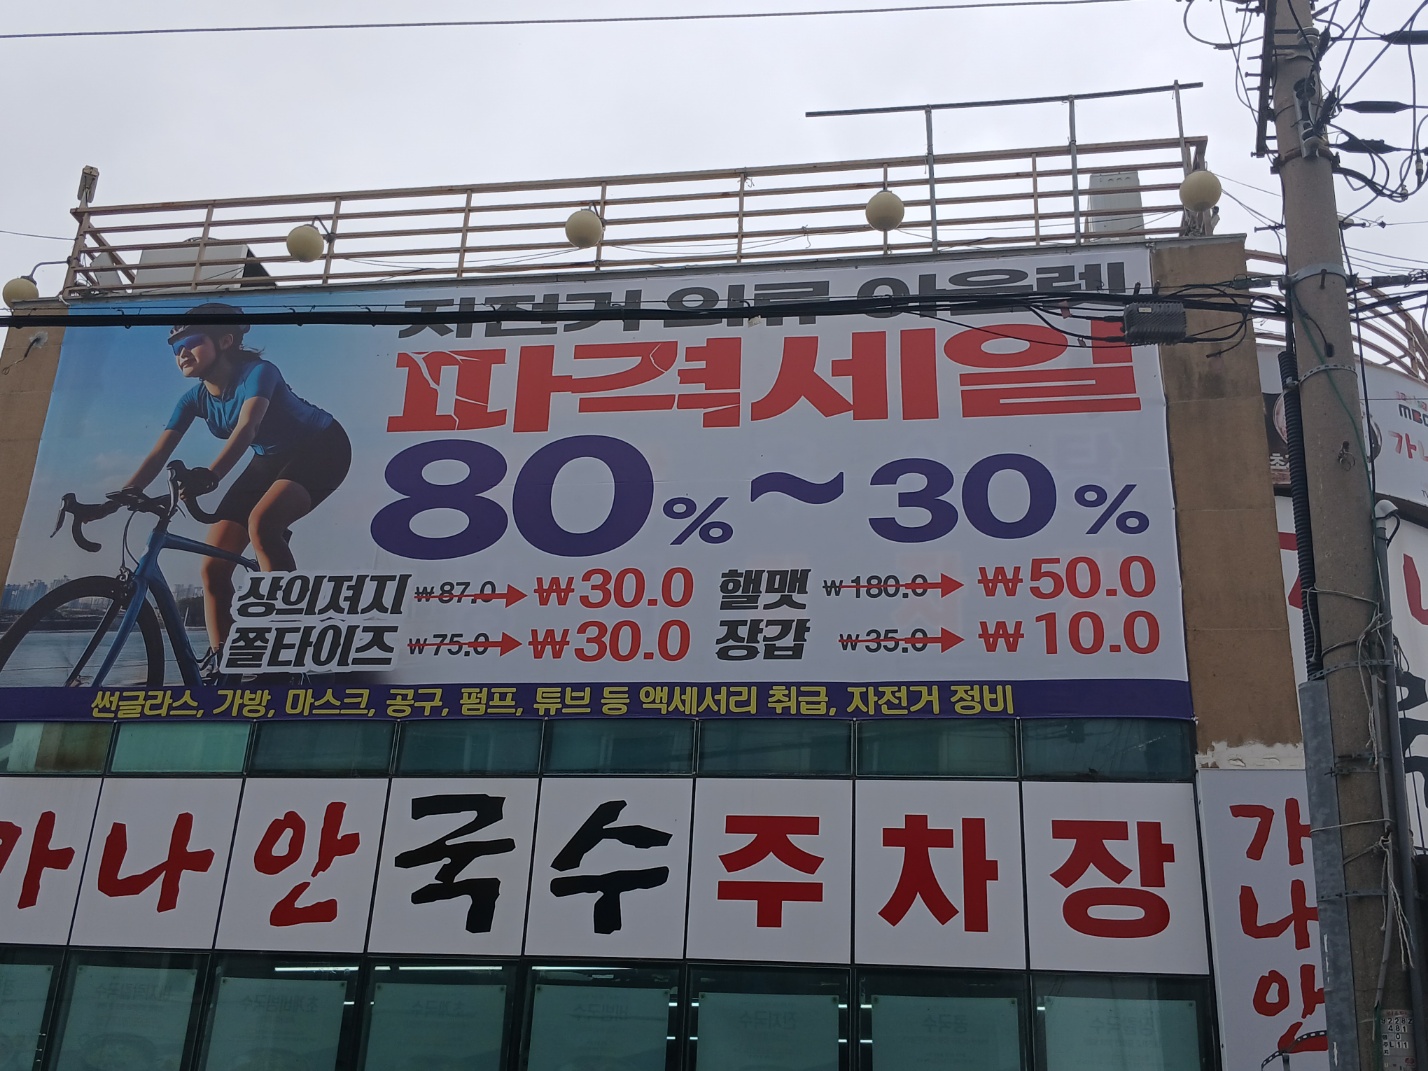 자전거 의류 아울렛
파격세일
80% ~ 30%
상의져지 ₩87.0 ₩30.0 헬맷 ₩180.0 ₩50.0
쫄타이즈 ₩75.0 ₩30.0 장갑 ₩35.0 ₩10.0
썬글라스, 가방, 마스크, 공구, 펌프, 튜브 등 액세서리 취급, 자전거 정비
가나안국수주차장
가나안